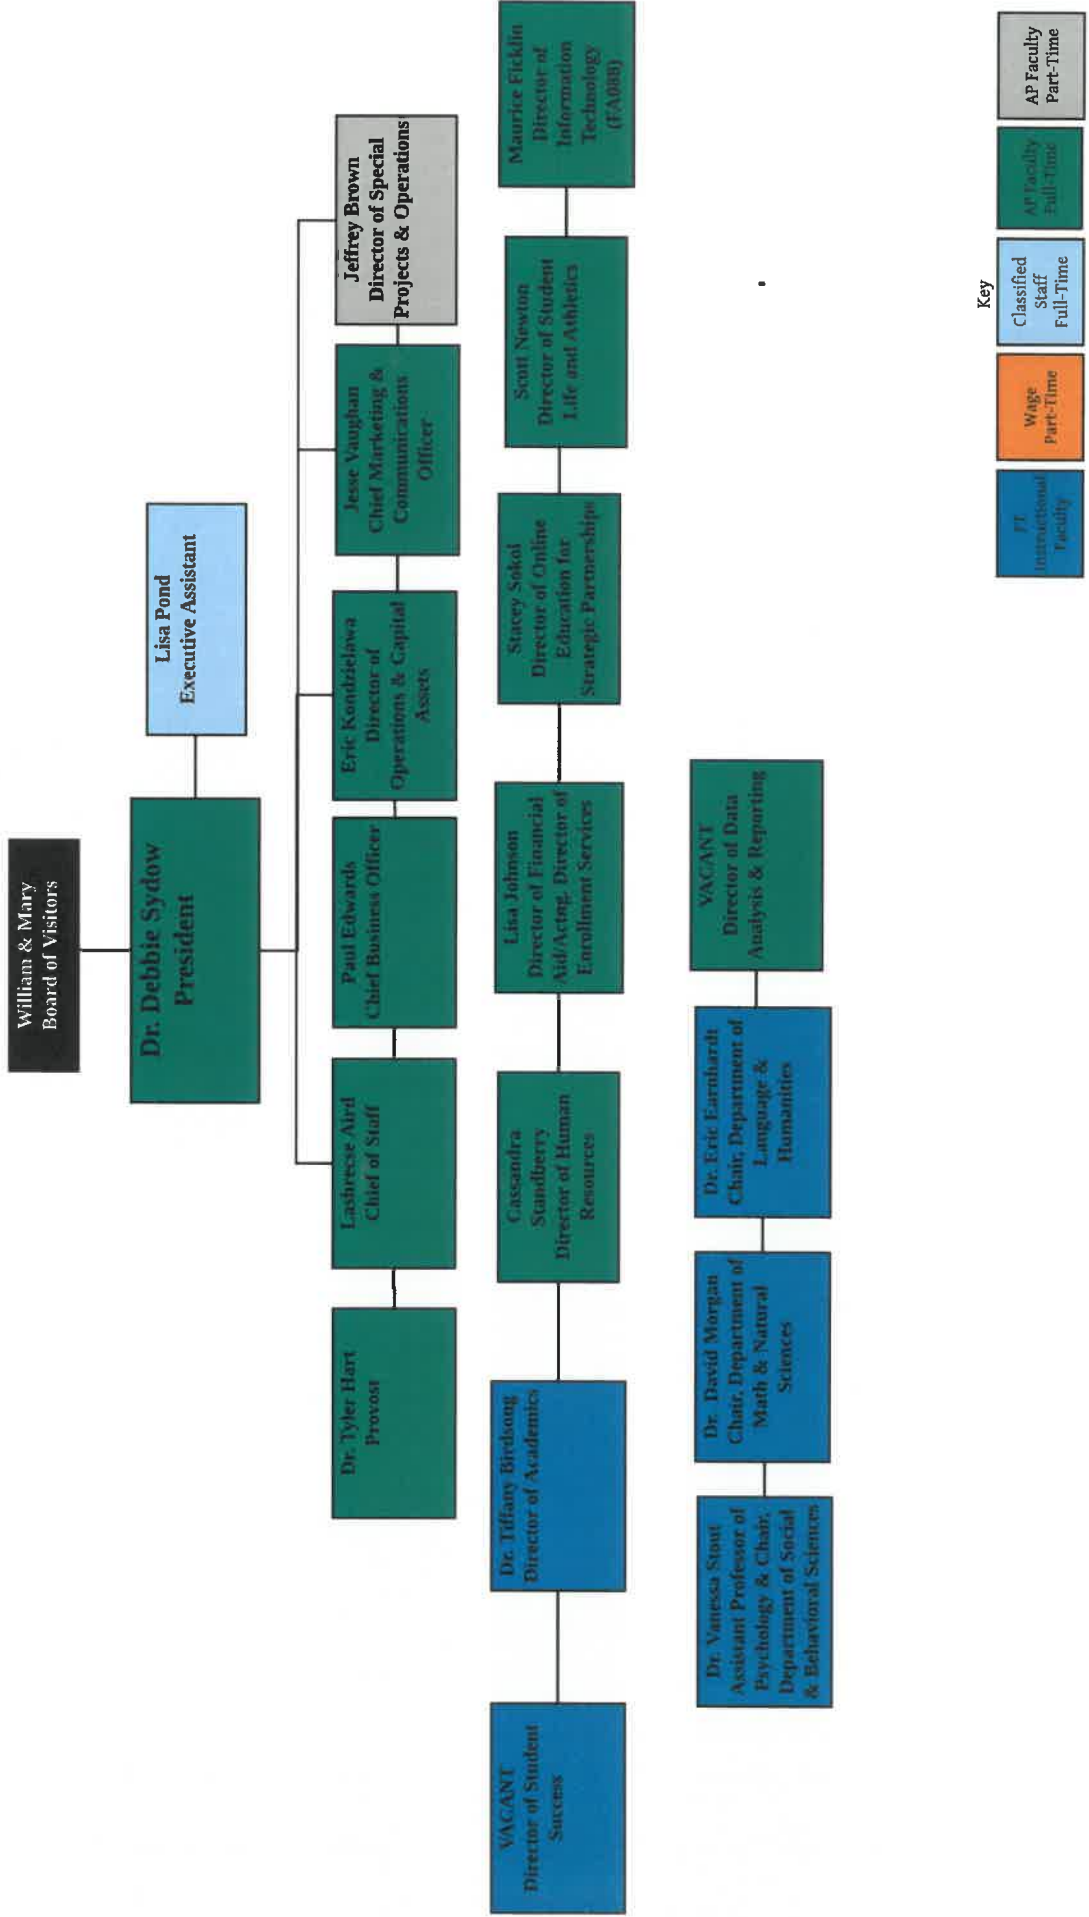 William & Mary
Board of Visitors
Dr. Debbie Sydow
President
Lisa Pond
Executive Assistant
Dr. Tyler Hart
Provost
Lashrecse Aird
Chief of Staff
Paul Edwards
Chief Business Officer
Eric Kondzielawa
Director of
Operations & Capital
Assets
Jesse Vaughan
Chief Marketing &
Communications
Officer
Jeffrey Brown
Director of Special
Projects & Operations
VACANT
Director of Student
Success
Dr. Tiffany Birdsong
Director of Academics
Cassandra
Standberry
Director of Human
Resources
Lisa Johnson
Director of Financial
Aid/Actng. Director of
Enrollment Services
Stacey Sokol
Director of Online
Education for
Strategic Partnerships
Scott Newton
Director of Student
Life and Athletics
Maurice Ficklin
Director of
Information
Technology
(FA088)
Dr. Vanessa Stout
Assistant Professor of
Psychology & Chair,
Department of Social
& Behavioral Sciences
Dr. David Morgan
Chair, Department of
Math & Natural
Sciences
Dr. Eric Earnhardt
Chair, Department of
Language &
Humanities
VACANT
Director of Data
Analysis & Reporting
Key
FT
Instructional
Faculty
Wage
Part-Time
Classified
Staff
Full-Time
AP Faculty
Full-Time
AP Faculty
Part-Time